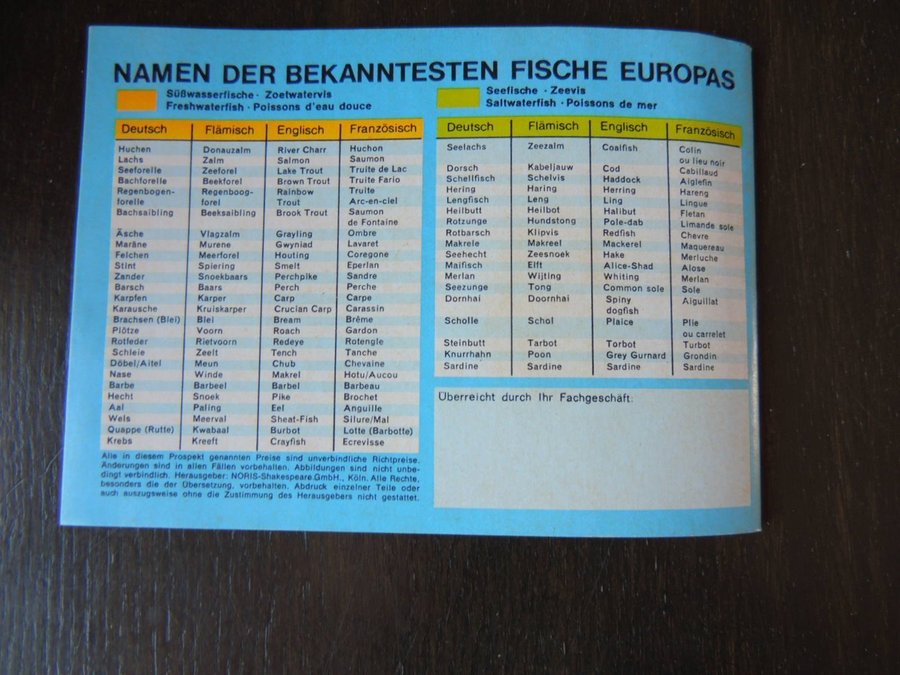 NAMEN DER BEKANNTESTEN FISCHE EUROPAS
Süßwasserfische · Zoetwatervis
Freshwaterfish · Poissons d'eau douce
Deutsch Flämisch Englisch Französisch
Huchen Donauzalm River Charr Huchon
Lachs Zalm Salmon Saumon
Seeforelle Zeeforel Lake Trout Truite de Lac
Bachforelle Beekforel Brown Trout Truite Fario
Regenbogen- Regenboog- Rainbow Truite
forelle forel Trout Arc-en-ciel
Bachsaibling Beeksaibling Brook Trout Saumon
de Fontaine
Äsche Vlagzalm Grayling Ombre
Maräne Murene Gwyniad Lavaret
Felchen Meerforel Houting Coregone
Stint Spiering Smelt Eperlan
Zander Snoekbaars Perchpike Sandre
Barsch Baars Perch Perche
Karpfen Karper Carp Carpe
Karausche Kruiskarper Crucian Carp Carassin
Brachsen (Blei) Blei Bream Brême
Plötze Voorn Roach Gardon
Rotfeder Rietvoorn Redeye Rotengle
Schleie Zeelt Tench Tanche
Döbel/Aitel Meun Chub Chevaine
Nase Winde Makrel Hotu/Aucou
Barbe Barbeel Barbel Barbeau
Hecht Snoek Pike Brochet
Aal Paling Eel Anguille
Wels Meerval Sheat-Fish Silure/Mal
Quappe (Rutte) Kwabaal Burbot Lotte (Barbotte)
Krebs Kreeft Crayfish Ecrevisse
Alle in diesem Prospekt genannten Preise sind unverbindliche Richtpreise.
Änderungen sind in allen Fällen vorbehalten. Abbildungen sind nicht unbe-
dingt verbindlich. Herausgeber: NORIS-Shakespeare GmbH., Köln. Alle Rechte,
besonders die der Übersetzung, vorbehalten. Abdruck einzelner Teile oder
auch auszugsweise ohne die Zustimmung des Herausgebers nicht gestattet.
Seefische · Zeevis
Saltwaterfish · Poissons de mer
Deutsch Flämisch Englisch Französisch
Seelachs Zeezalm Coalfish Colin
ou lieu noir
Dorsch Kabeljauw Cod Cabillaud
Schellfisch Schelvis Haddock Aiglefin
Hering Haring Herring Hareng
Lengfisch Leng Ling Lingue
Heilbutt Heilbot Halibut Fletan
Rotzunge Hundstong Pole-dab Limande sole
Rotbarsch Klipvis Redfish Chevre
Makrele Makreel Mackerel Maquereau
Seehecht Zeesnoek Hake Merluche
Maifisch Elft Alice-Shad Alose
Merlan Wijting Whiting Merlan
Seezunge Tong Common sole Sole
Dornhai Doornhai Spiny Aiguillat
dogfish
Scholle Schol Plaice Plie
ou carrelet
Steinbutt Tarbot Torbot Turbot
Knurrhahn Poon Grey Gurnard Grondin
Sardine Sardine Sardine Sardine
Überreicht durch Ihr Fachgeschäft: